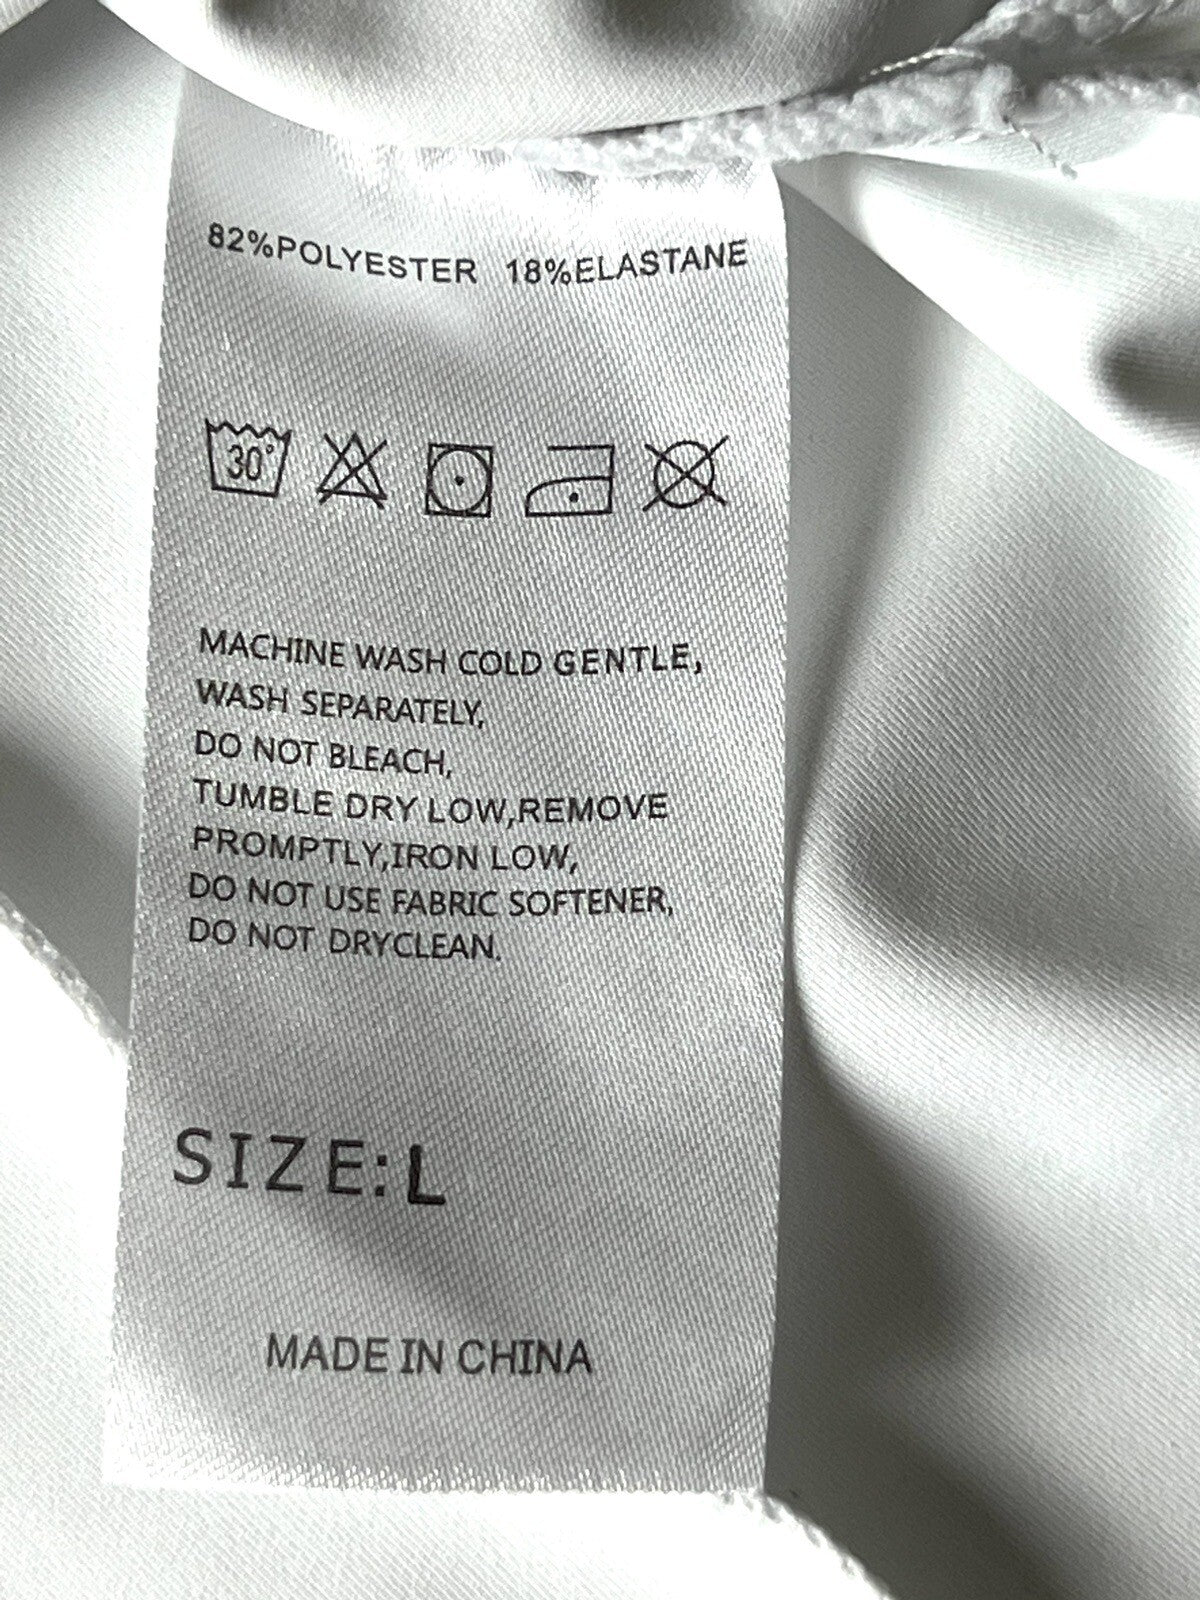 82%POLYESTER 18%ELASTANE
30°
MACHINE WASH COLD GENTLE,
WASH SEPARATELY,
DO NOT BLEACH,
TUMBLE DRY LOW,REMOVE
PROMPTLY,IRON LOW,
DO NOT USE FABRIC SOFTENER,
DO NOT DRYCLEAN.
SIZE:L
MADE IN CHINA